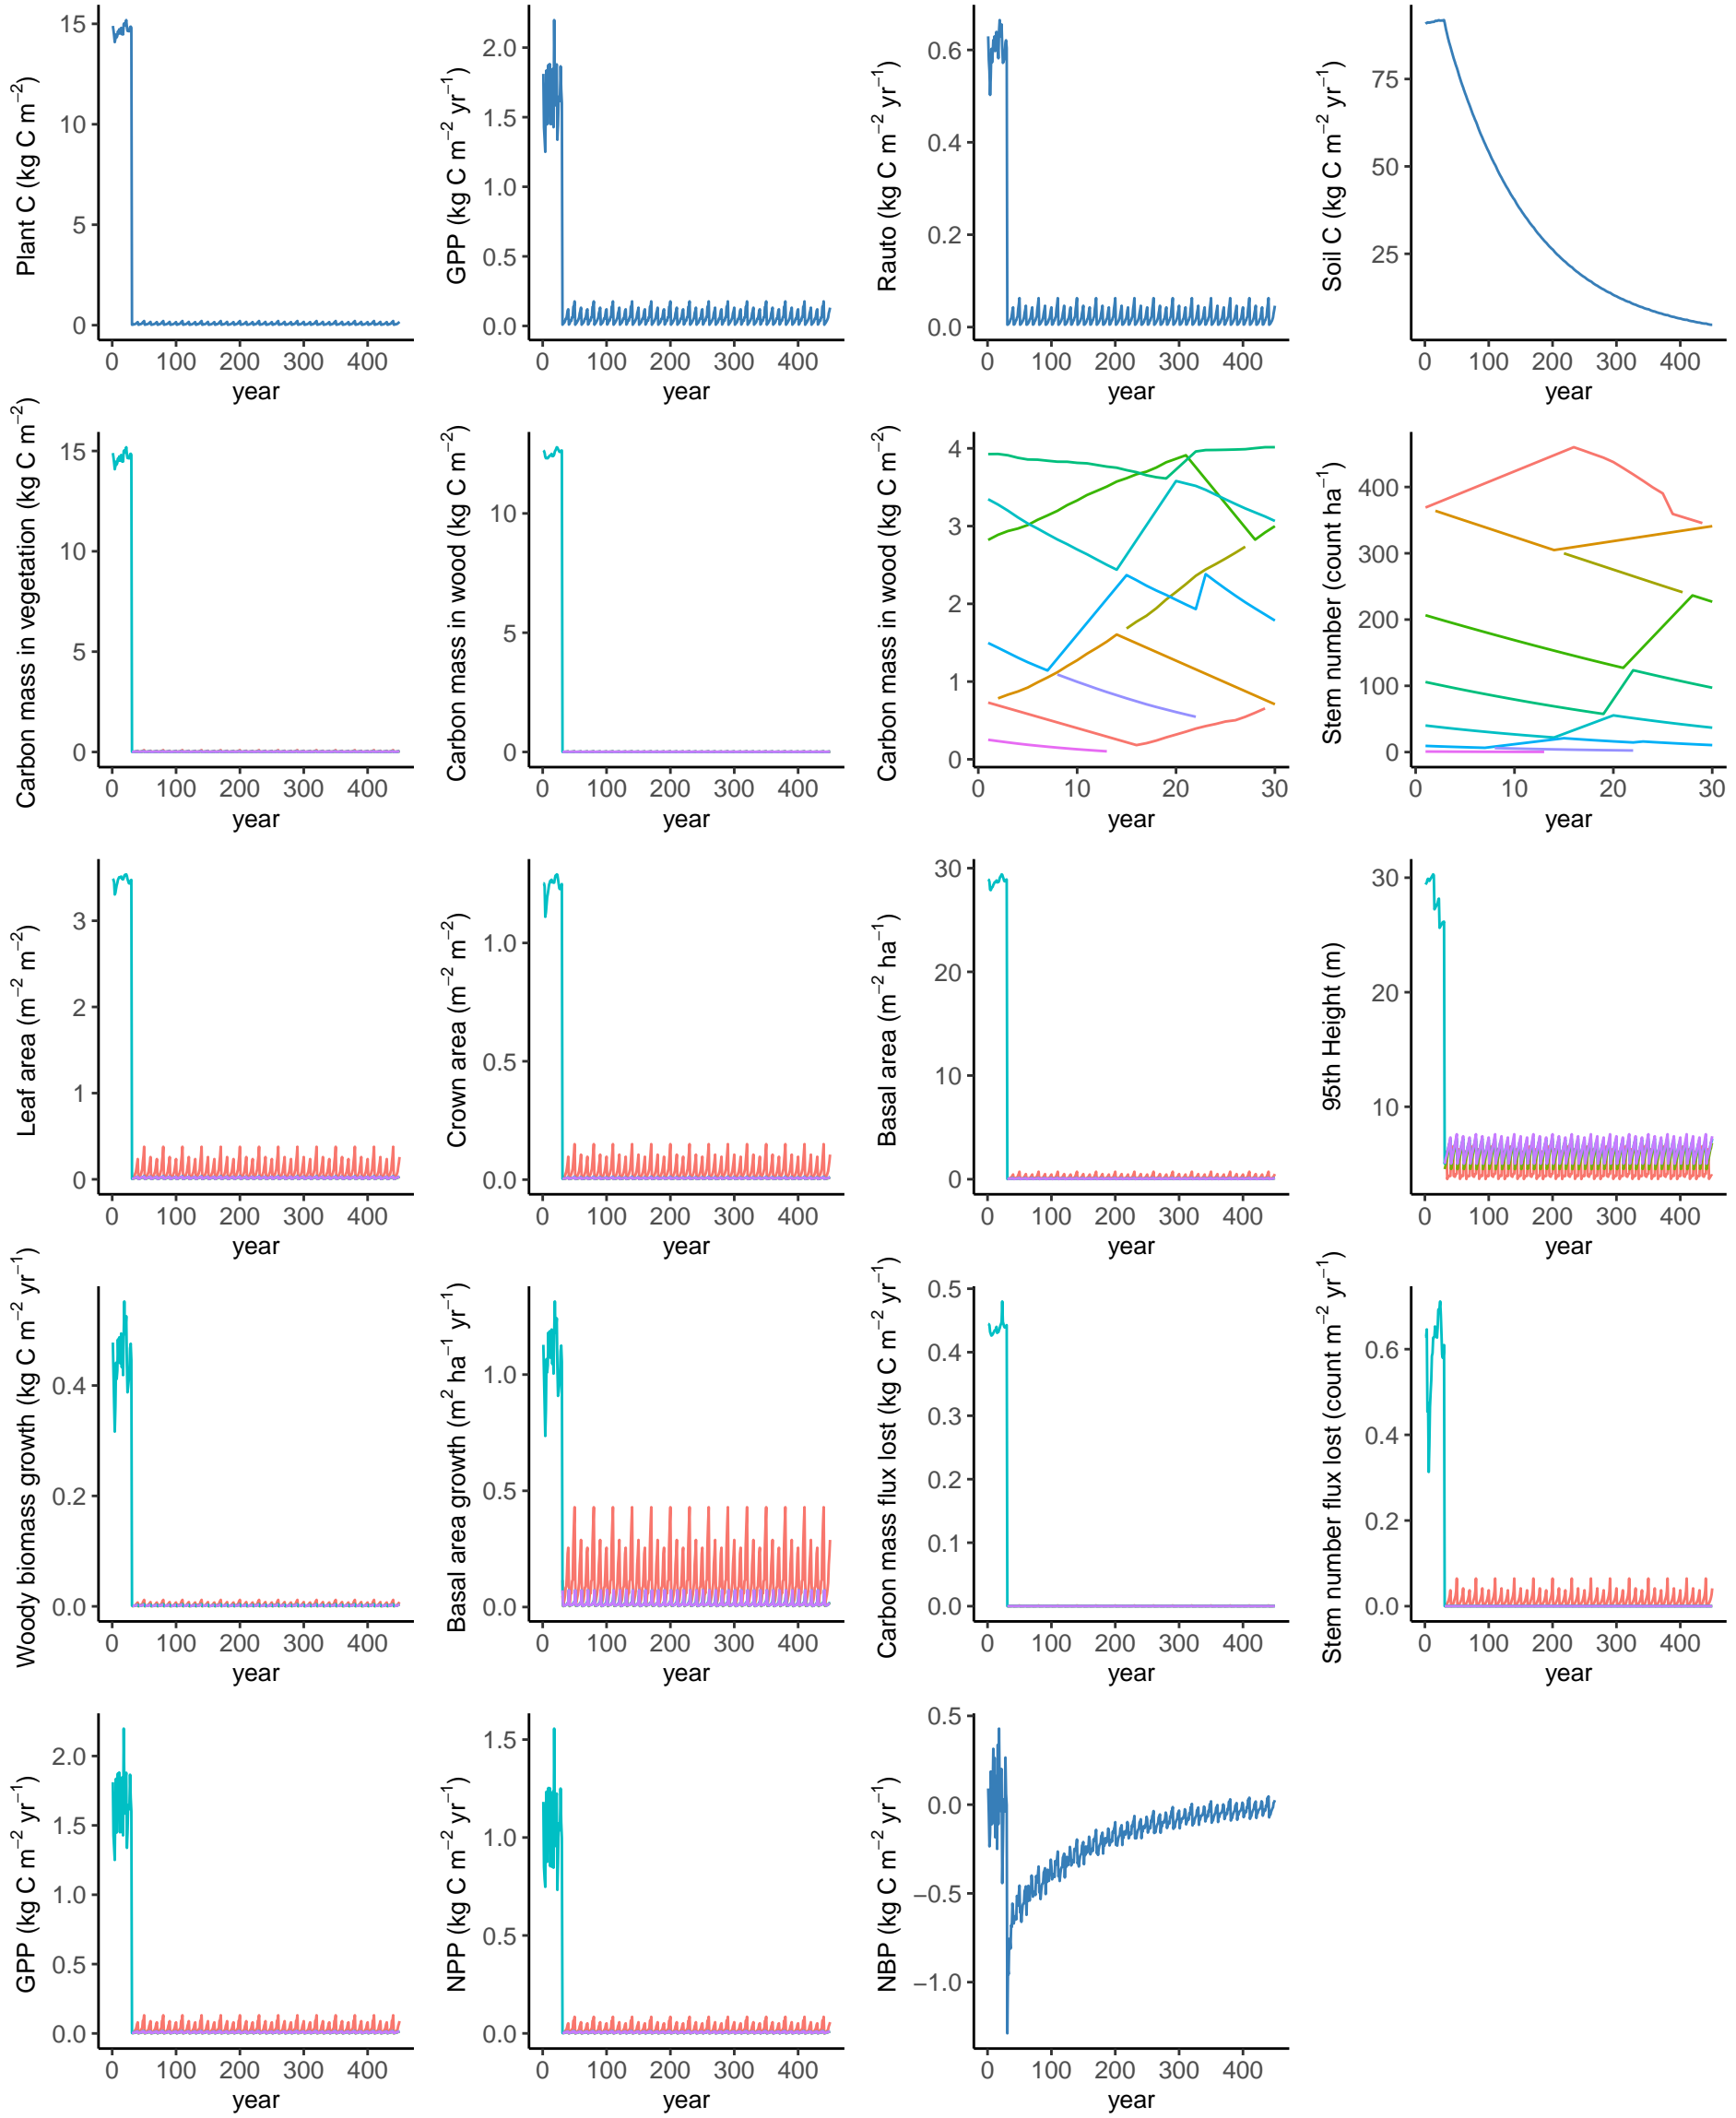 Plant C (kg C m⁻²)
15
10
5
0
0 100 200 300 400
year
GPP (kg C m⁻² yr⁻¹)
2.0
1.5
1.0
0.5
0.0
0 100 200 300 400
year
Rauto (kg C m⁻² yr⁻¹)
0.6
0.4
0.2
0.0
0 100 200 300 400
year
Soil C (kg C m⁻² yr⁻¹)
75
50
25
0 100 200 300 400
year
Carbon mass in vegetation (kg C m⁻²)
15
10
5
0
0 100 200 300 400
year
Carbon mass in wood (kg C m⁻²)
10
5
0
0 100 200 300 400
year
Carbon mass in wood (kg C m⁻²)
4
3
2
1
0
0 10 20 30
year
Stem number (count ha⁻¹)
400
300
200
100
0
0 10 20 30
year
Leaf area (m⁻² m⁻²)
3
2
1
0
0 100 200 300 400
year
Crown area (m⁻² m⁻²)
1.0
0.5
0.0
0 100 200 300 400
year
Basal area (m⁻² ha⁻¹)
30
20
10
0
0 100 200 300 400
year
95th Height (m)
30
20
10
0 100 200 300 400
year
Woody biomass growth (kg C m⁻² yr⁻¹)
0.4
0.2
0.0
0 100 200 300 400
year
Basal area growth (m² ha⁻¹ yr⁻¹)
1.0
0.5
0.0
0 100 200 300 400
year
Carbon mass flux lost (kg C m⁻² yr⁻¹)
0.5
0.4
0.3
0.2
0.1
0.0
0 100 200 300 400
year
Stem number flux lost (count m⁻² yr⁻¹)
0.6
0.4
0.2
0.0
0 100 200 300 400
year
GPP (kg C m⁻² yr⁻¹)
2.0
1.5
1.0
0.5
0.0
0 100 200 300 400
year
NPP (kg C m⁻² yr⁻¹)
1.5
1.0
0.5
0.0
0 100 200 300 400
year
NBP (kg C m⁻² yr⁻¹)
0.5
0.0
−0.5
−1.0
0 100 200 300 400
year